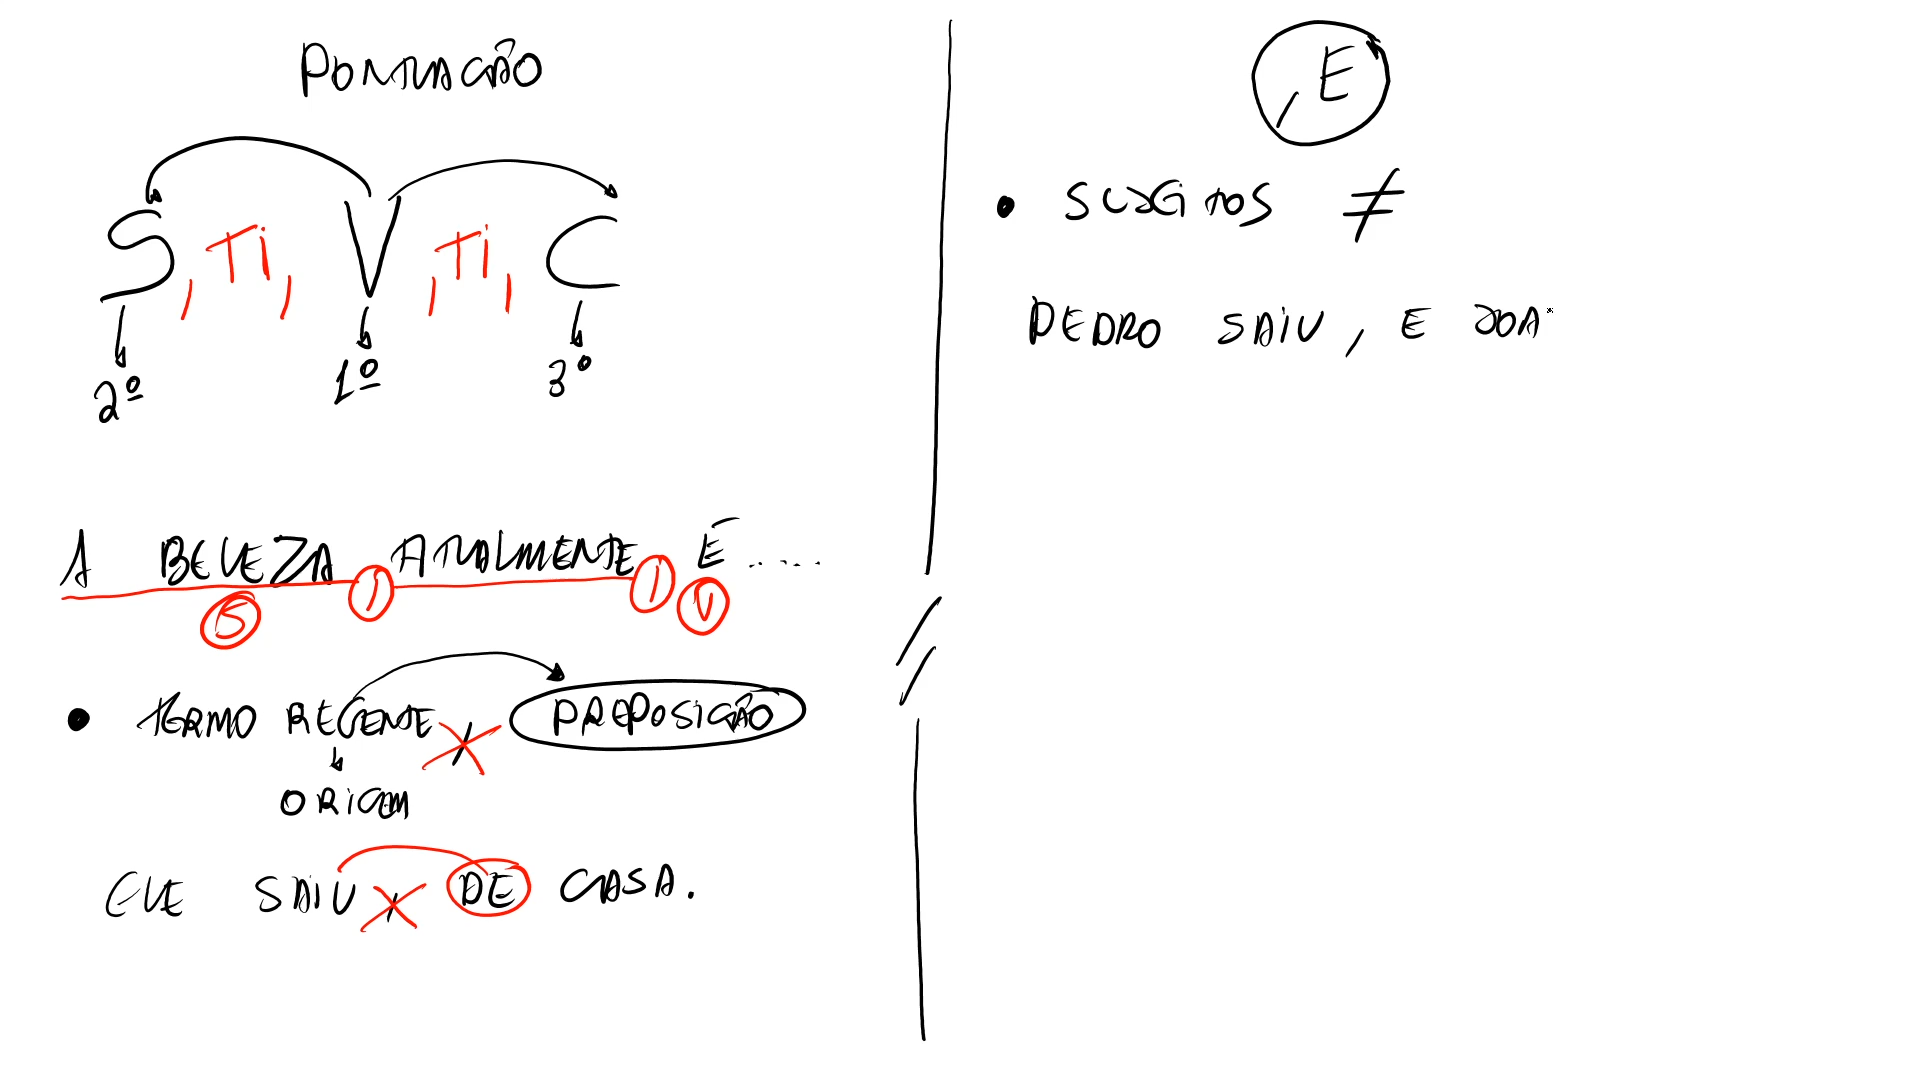 PONTUAÇÃO
S , Ti , V , Ti , C
2º 1º 3º
A BELEZA , ATUALMENTE , É .....
S V
• TERMO REGENTE , PREPOSIÇÃO
ORIGEM
ELE SAIU , DE CASA.
, E
• SUJEITOS ≠
PEDRO SAIU , E JOA